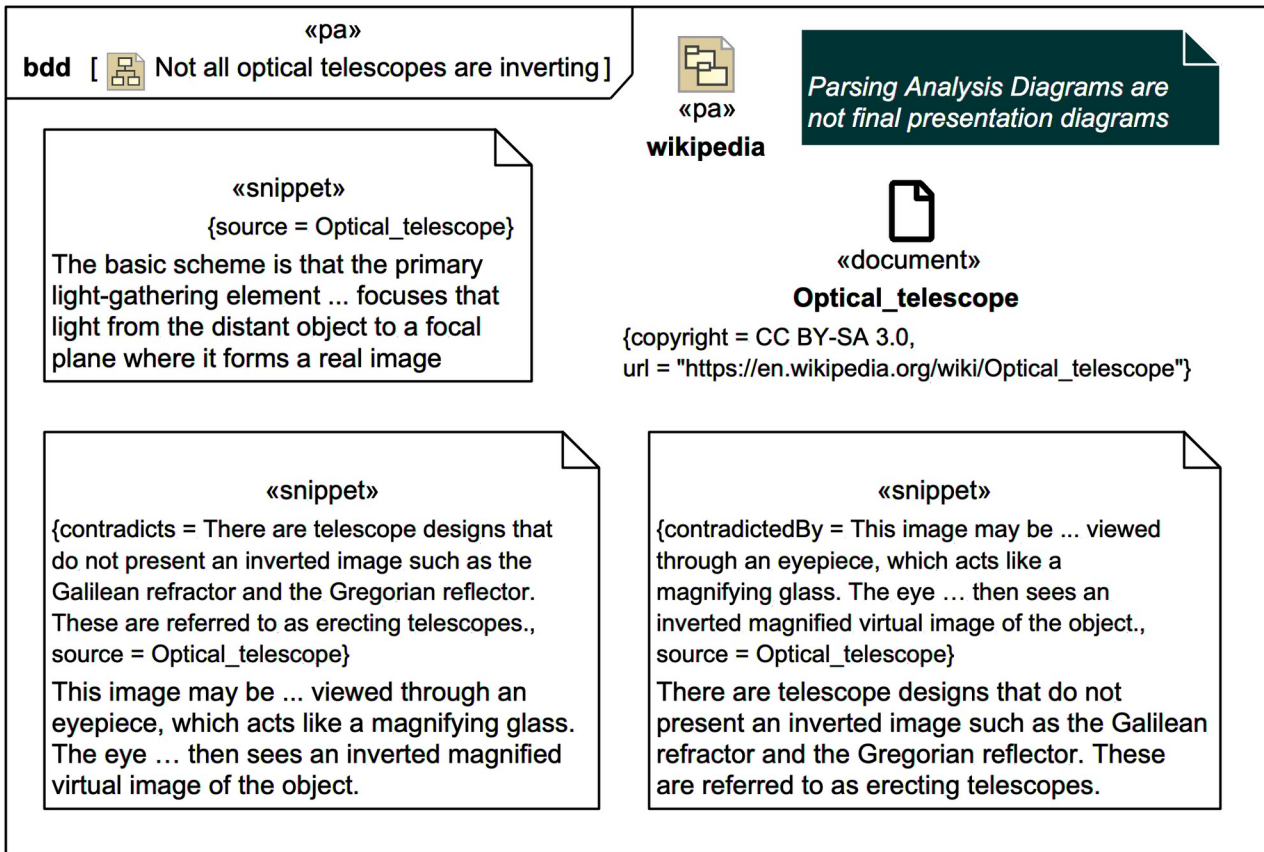 «pa»
bdd [ Not all optical telescopes are inverting ]
«pa»
wikipedia
Parsing Analysis Diagrams are
not final presentation diagrams
«snippet»
{source = Optical_telescope}
The basic scheme is that the primary
light-gathering element ... focuses that
light from the distant object to a focal
plane where it forms a real image
«document»
Optical_telescope
{copyright = CC BY-SA 3.0,
url = "https://en.wikipedia.org/wiki/Optical_telescope"}
«snippet»
{contradicts = There are telescope designs that
do not present an inverted image such as the
Galilean refractor and the Gregorian reflector.
These are referred to as erecting telescopes.,
source = Optical_telescope}
This image may be ... viewed through an
eyepiece, which acts like a magnifying glass.
The eye … then sees an inverted magnified
virtual image of the object.
«snippet»
{contradictedBy = This image may be ... viewed
through an eyepiece, which acts like a
magnifying glass. The eye … then sees an
inverted magnified virtual image of the object.,
source = Optical_telescope}
There are telescope designs that do not
present an inverted image such as the Galilean
refractor and the Gregorian reflector. These
are referred to as erecting telescopes.